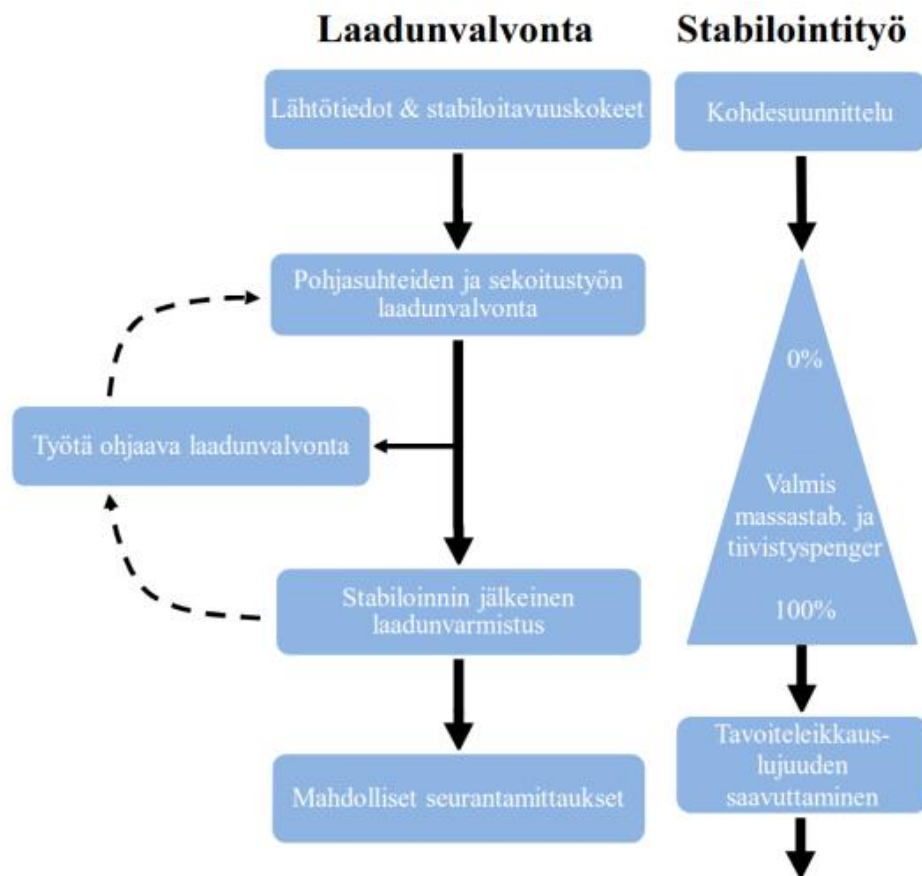 Laadunvalvonta
Stabilointityö
Lähtötiedot & stabiloitavuuskokeet
Kohdesuunnittelu
Pohjasuhteiden ja sekoitustyön
laadunvalvonta
0%
Työtä ohjaava laadunvalvonta
Valmis
massastab. ja
tiivistyspenger
100%
Stabiloinnin jälkeinen
laadunvarmistus
Tavoiteleikkaus-
lujuuden
saavuttaminen
Mahdolliset seurantamittaukset